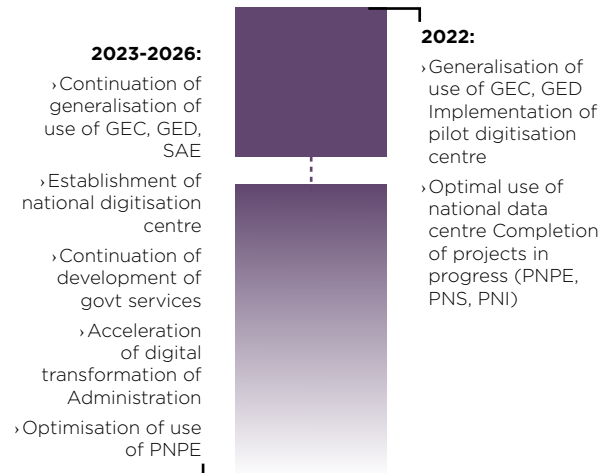 2023-2026:
›Continuation of
generalisation of
use of GEC, GED,
SAE
›Establishment of
national digitisation
centre
›Continuation of
development of
govt services
›Acceleration
of digital
transformation of
Administration
›Optimisation of use
of PNPE
2022:
›Generalisation of
use of GEC, GED
Implementation of
pilot digitisation
centre
›Optimal use of
national data
centre Completion
of projects in
progress (PNPE,
PNS, PNI)